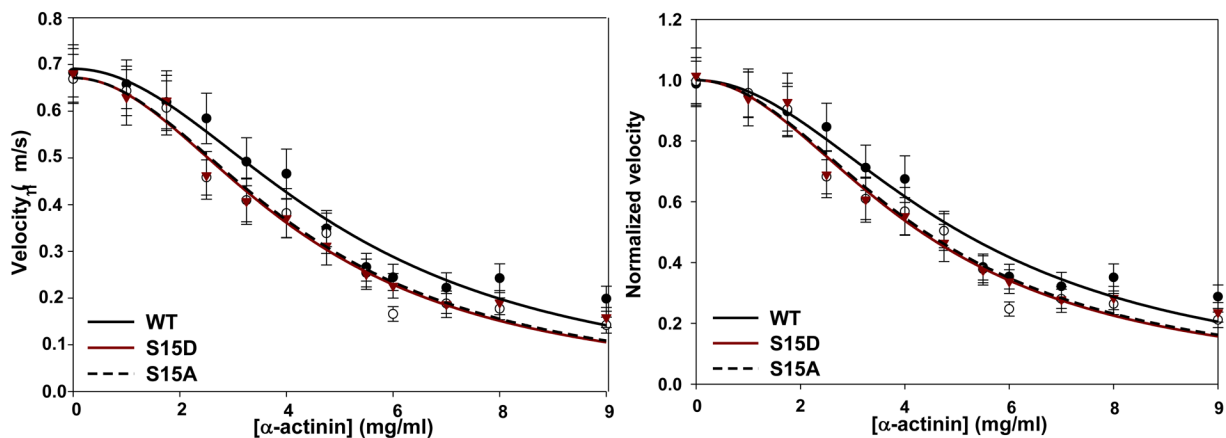 0.8
0.7
0.6
0.5
0.4
0.3
0.2
0.1
0.0
Velocity (η m/s)
WT
S15D
S15A
0 2 4 6 8 9
[α-actinin] (mg/ml)
1.2
1.0
0.8
0.6
0.4
0.2
0.0
Normalized velocity
WT
S15D
S15A
0 2 4 6 8 9
[α-actinin] (mg/ml)